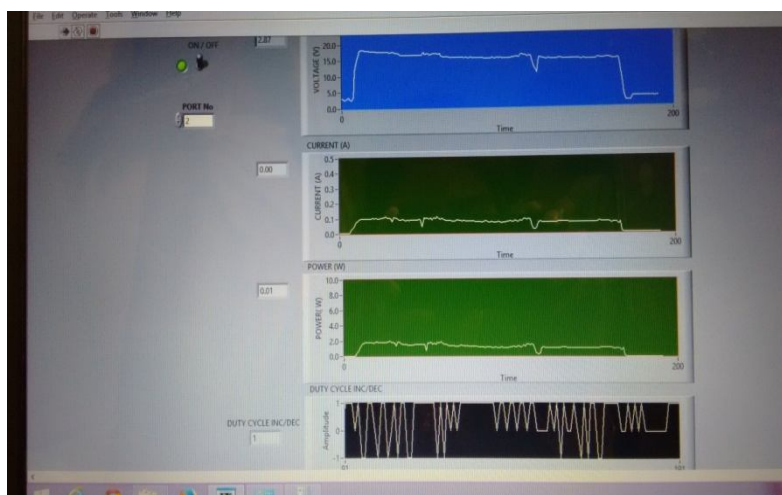 File Edit Operate Tools Window Help
ON / OFF
2.87
PORT No
2
VOLTAGE (V)
20.0
15.0
10.0
5.0
0.0
0
200
Time
CURRENT (A)
0.00
CURRENT (A)
0.5
0.4
0.3
0.2
0.1
0.0
0
200
Time
POWER (W)
0.01
POWER( W)
10.0
8.0
6.0
4.0
2.0
0.0
0
200
Time
DUTY CYCLE INC/DEC
DUTY CYCLE INC/DEC
1
Amplitude
1
0
-1